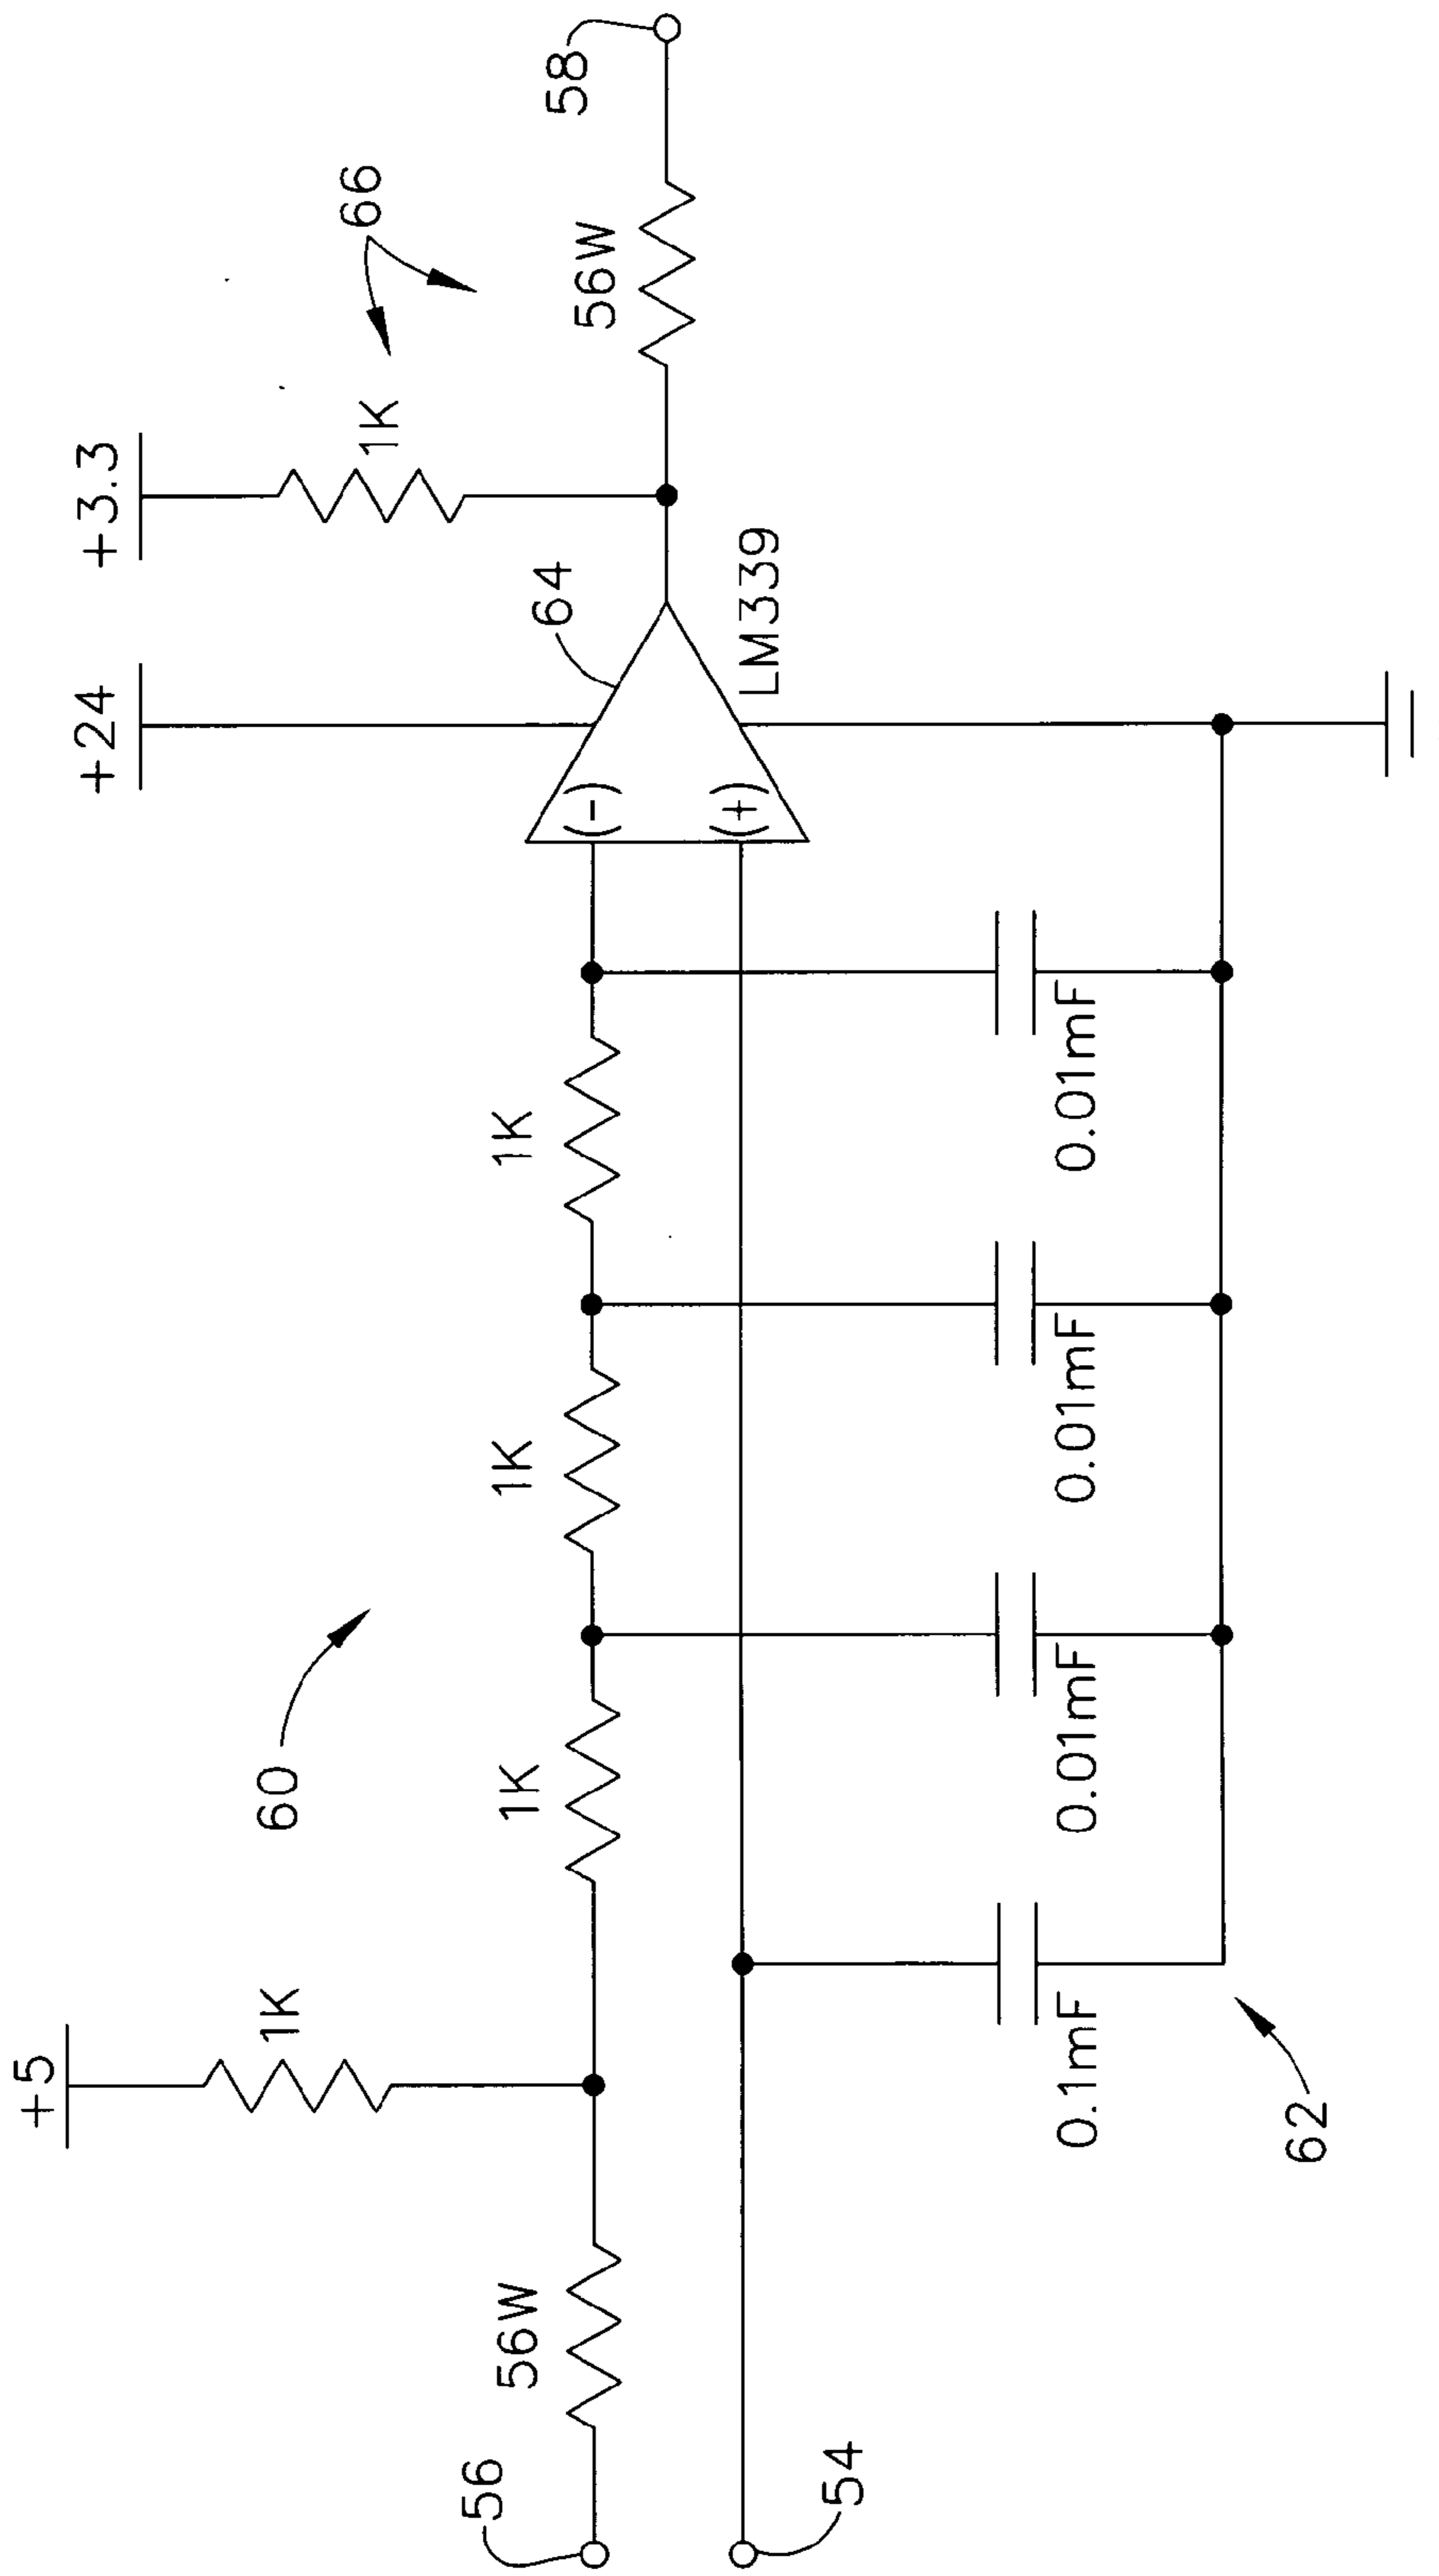 +5
+24
+3.3
1K
60
1K
66
58
56
56W
1K
1K
1K
64
56W
(-)
(+)
LM339
54
0.1mF
0.01mF
0.01mF
0.01mF
62